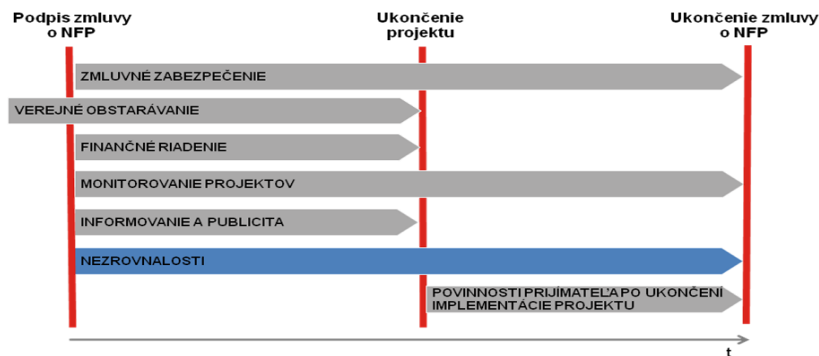 Podpis zmluvy
o NFP
Ukončenie
projektu
Ukončenie zmluvy
o NFP
ZMLUVNÉ ZABEZPEČENIE
VEREJNÉ OBSTARÁVANIE
FINANČNÉ RIADENIE
MONITOROVANIE PROJEKTOV
INFORMOVANIE A PUBLICITA
NEZROVNALOSTI
POVINNOSTI PRIJÍMATEĽA PO UKONČENÍ
IMPLEMENTÁCIE PROJEKTU
t